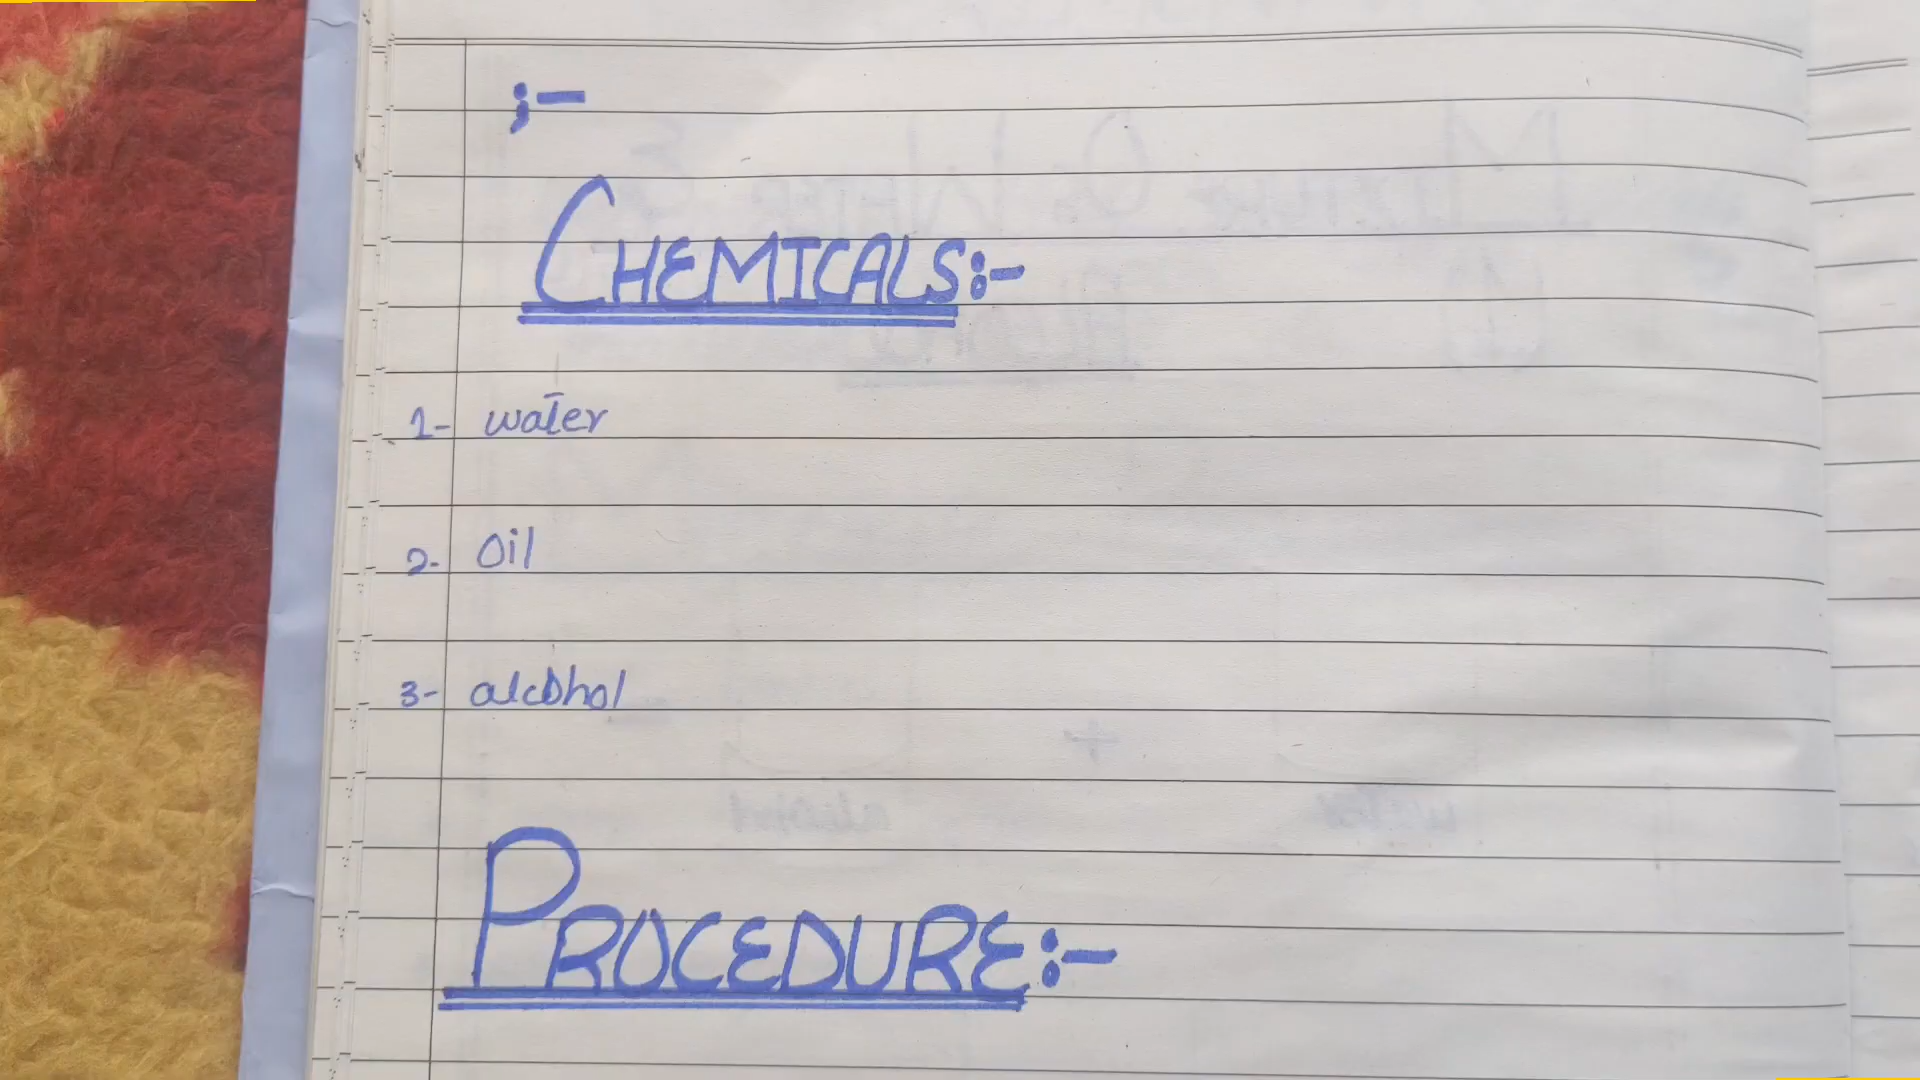 ;-
CHEMICALS:-
1- water
2- Oil
3- alcohol
PROCEDURE:-